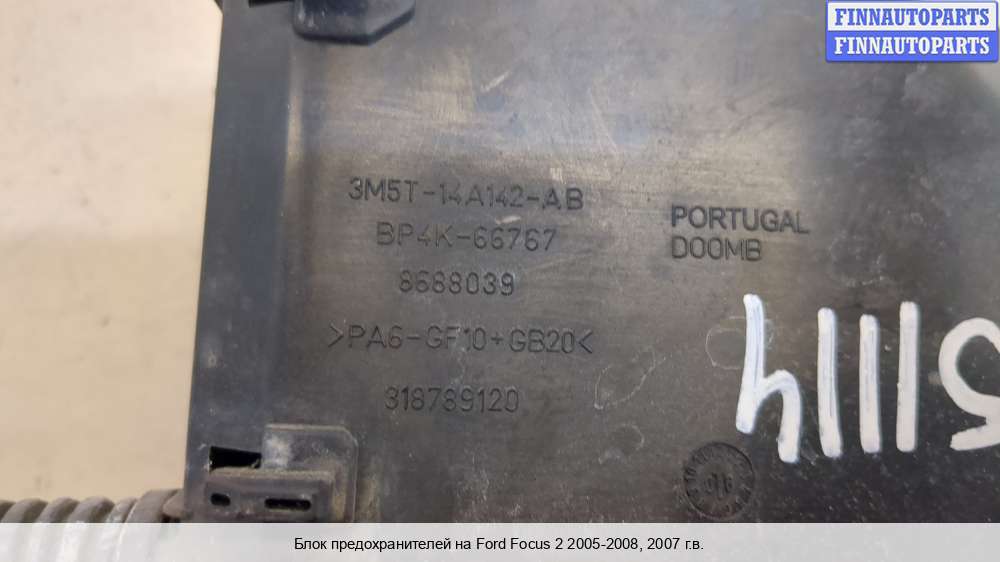 FINNAUTOPARTS
FINNAUTOPARTS
3M5T-14A142-AB
BP4K-66767
8688039
>PA6-GF10+GB20<
318789120
PORTUGAL
D00MB
51114
Блок предохранителей на Ford Focus 2 2005-2008, 2007 г.в.